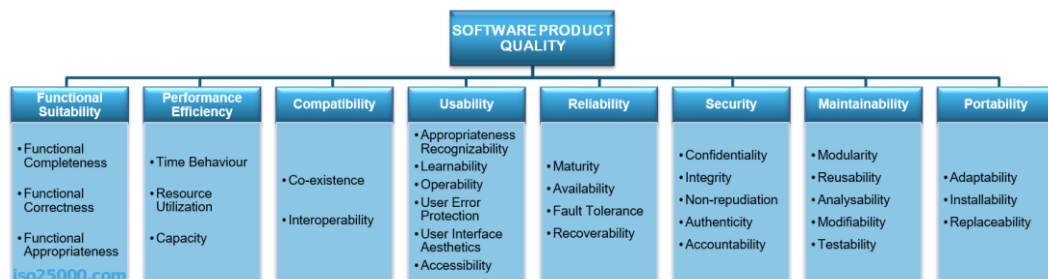 SOFTWARE PRODUCT
QUALITY
Functional
Suitability
• Functional
Completeness
• Functional
Correctness
• Functional
Appropriateness
Performance
Efficiency
• Time Behaviour
• Resource
Utilization
• Capacity
Compatibility
• Co-existence
• Interoperability
Usability
• Appropriateness
Recognizability
• Learnability
• Operability
• User Error
Protection
• User Interface
Aesthetics
• Accessibility
Reliability
• Maturity
• Availability
• Fault Tolerance
• Recoverability
Security
• Confidentiality
• Integrity
• Non-repudiation
• Authenticity
• Accountability
Maintainability
• Modularity
• Reusability
• Analysability
• Modifiability
• Testability
Portability
• Adaptability
• Installability
• Replaceability
iso25000.com